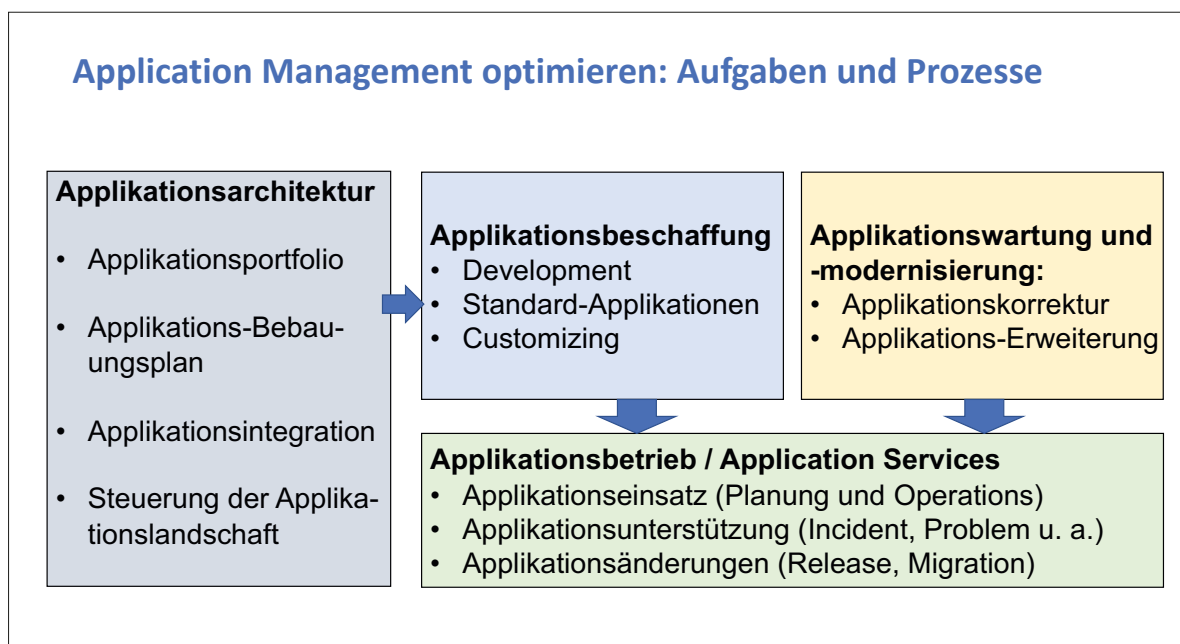 Application Management optimieren: Aufgaben und Prozesse
Applikationsarchitektur
• Applikationsportfolio
• Applikations-Bebau-
ungsplan
• Applikationsintegration
• Steuerung der Applika-
tionslandschaft
Applikationsbeschaffung
• Development
• Standard-Applikationen
• Customizing
Applikationswartung und
-modernisierung:
• Applikationskorrektur
• Applikations-Erweiterung
Applikationsbetrieb / Application Services
• Applikationseinsatz (Planung und Operations)
• Applikationsunterstützung (Incident, Problem u. a.)
• Applikationsänderungen (Release, Migration)